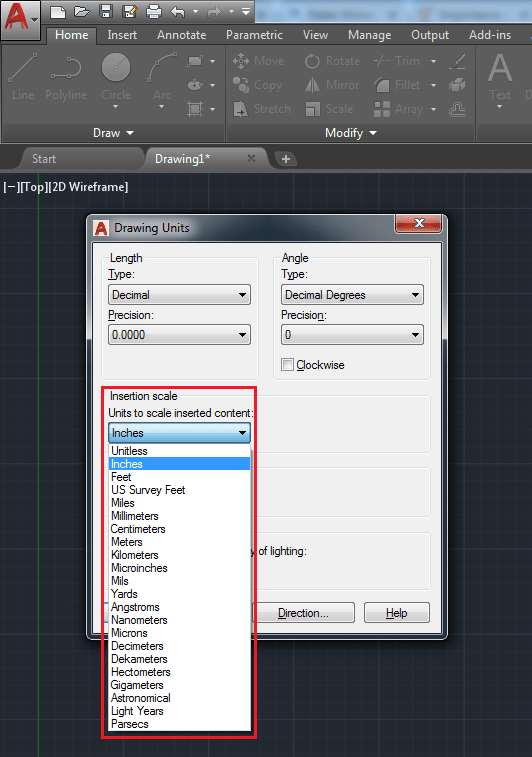 Home Insert Annotate Parametric View Manage Output Add-ins
Move Rotate Trim
Line Polyline Circle Arc Copy Mirror Fillet Text
Stretch Scale Array
Draw Modify
Start Drawing1*
[−][Top][2D Wireframe]
Drawing Units
Length
Type:
Decimal
Precision:
0.0000
Angle
Type:
Decimal Degrees
Precision:
0
Clockwise
Insertion scale
Units to scale inserted content:
Inches
Unitless
Inches
Feet
US Survey Feet
Miles
Millimeters
Centimeters
Meters
Kilometers
Microinches
Mils
Yards
Angstroms
Nanometers
Microns
Decimeters
Dekameters
Hectometers
Gigameters
Astronomical
Light Years
Parsecs
y of lighting:
Direction... Help